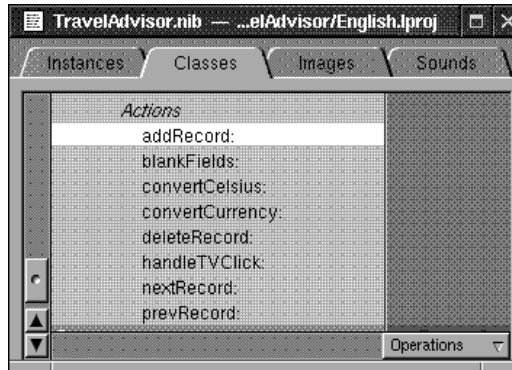 TravelAdvisor.nib — ...elAdvisor/English.lproj
Instances Classes Images Sounds
Actions
addRecord:
blankFields:
convertCelsius:
convertCurrency:
deleteRecord:
handleTVClick:
nextRecord:
prevRecord:
Operations